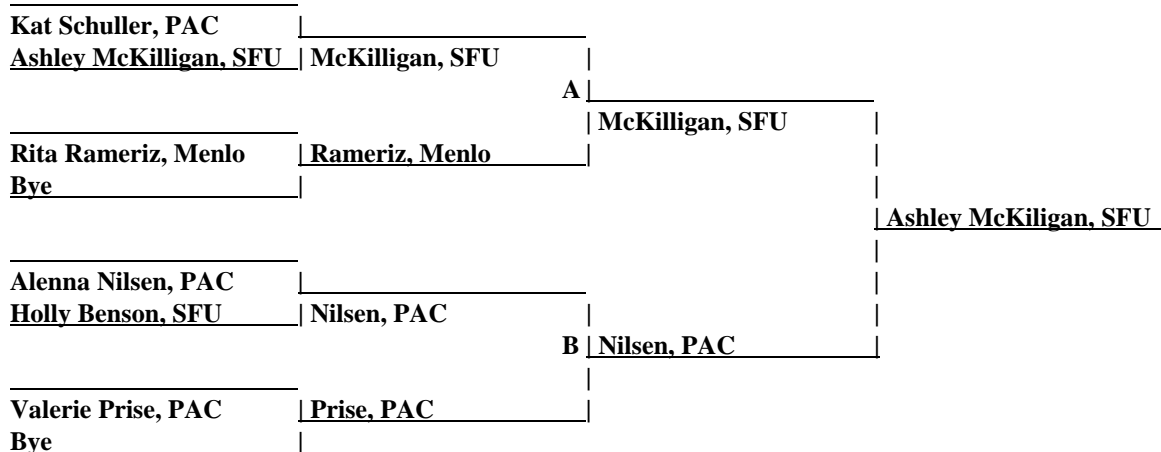 Kat Schuller, PAC
Ashley McKilligan, SFU McKilligan, SFU
A
McKilligan, SFU
Rita Rameriz, Menlo Rameriz, Menlo
Bye
Ashley McKiligan, SFU
Alenna Nilsen, PAC
Holly Benson, SFU Nilsen, PAC
B Nilsen, PAC
Valerie Prise, PAC Prise, PAC
Bye